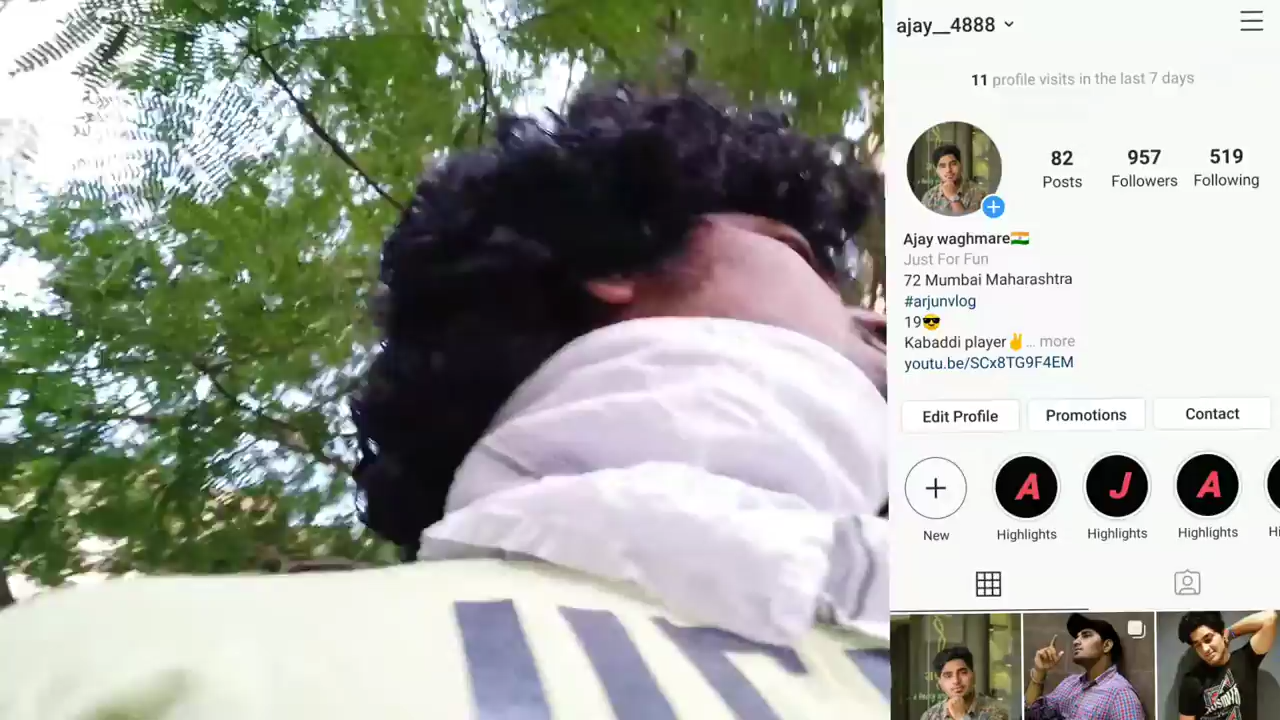 ajay__4888
11 profile visits in the last 7 days
82 957 519
Posts Followers Following
Ajay waghmare🇮🇳
Just For Fun
72 Mumbai Maharashtra
#arjunvlog
19😎
Kabaddi player✌️... more
youtu.be/SCx8TG9F4EM
Edit Profile Promotions Contact
A J A
New Highlights Highlights Highlights Hi